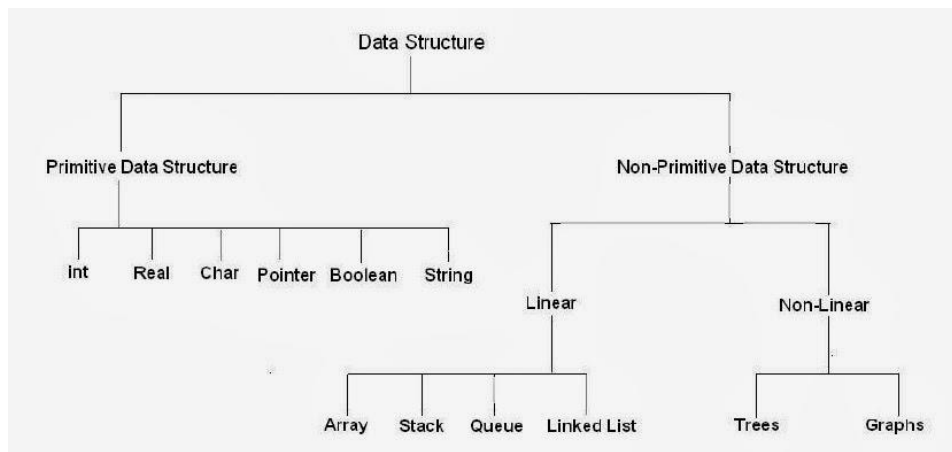 Data Structure
Primitive Data Structure
Non-Primitive Data Structure
int
Real
Char
Pointer
Boolean
String
Linear
Non-Linear
Array
Stack
Queue
Linked List
Trees
Graphs